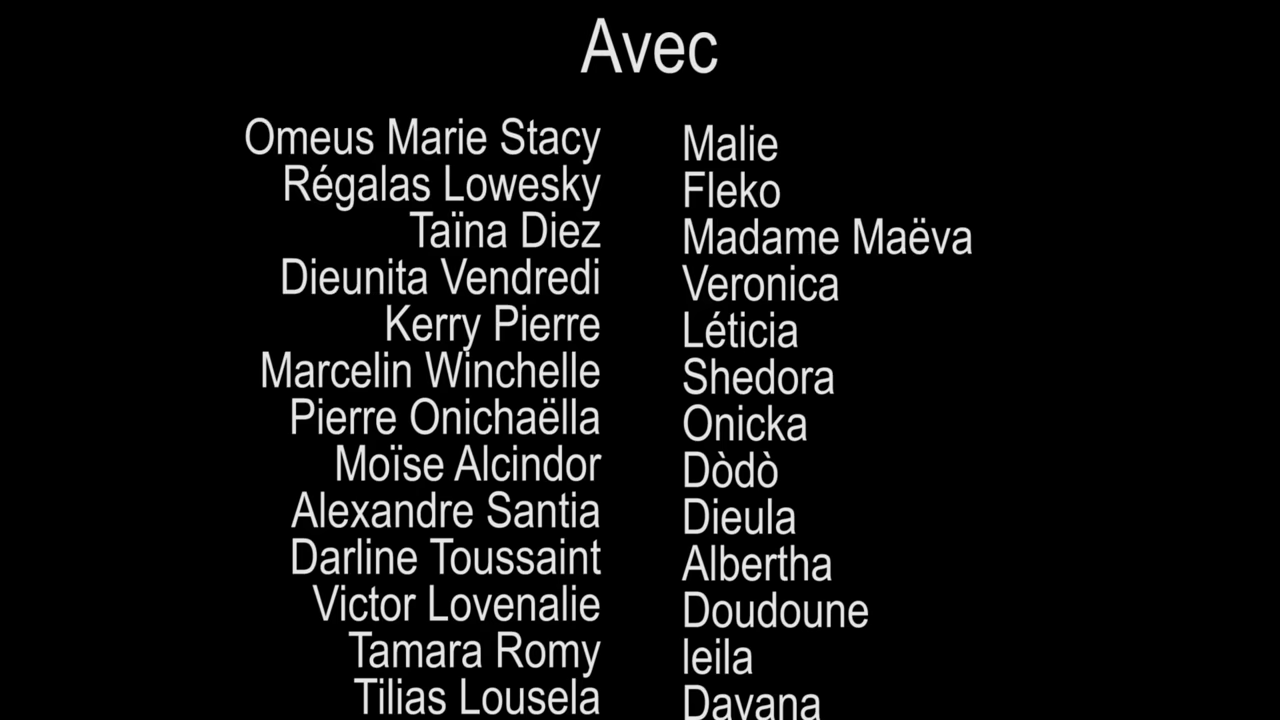 Avec
Omeus Marie Stacy Malie
Régalas Lowesky Fleko
Taïna Diez Madame Maëva
Dieunita Vendredi Veronica
Kerry Pierre Léticia
Marcelin Winchelle Shedora
Pierre Onichaëlla Onicka
Moïse Alcindor Dòdò
Alexandre Santia Dieula
Darline Toussaint Albertha
Victor Lovenalie Doudoune
Tamara Romy leila
Tilias Lousela Dayana